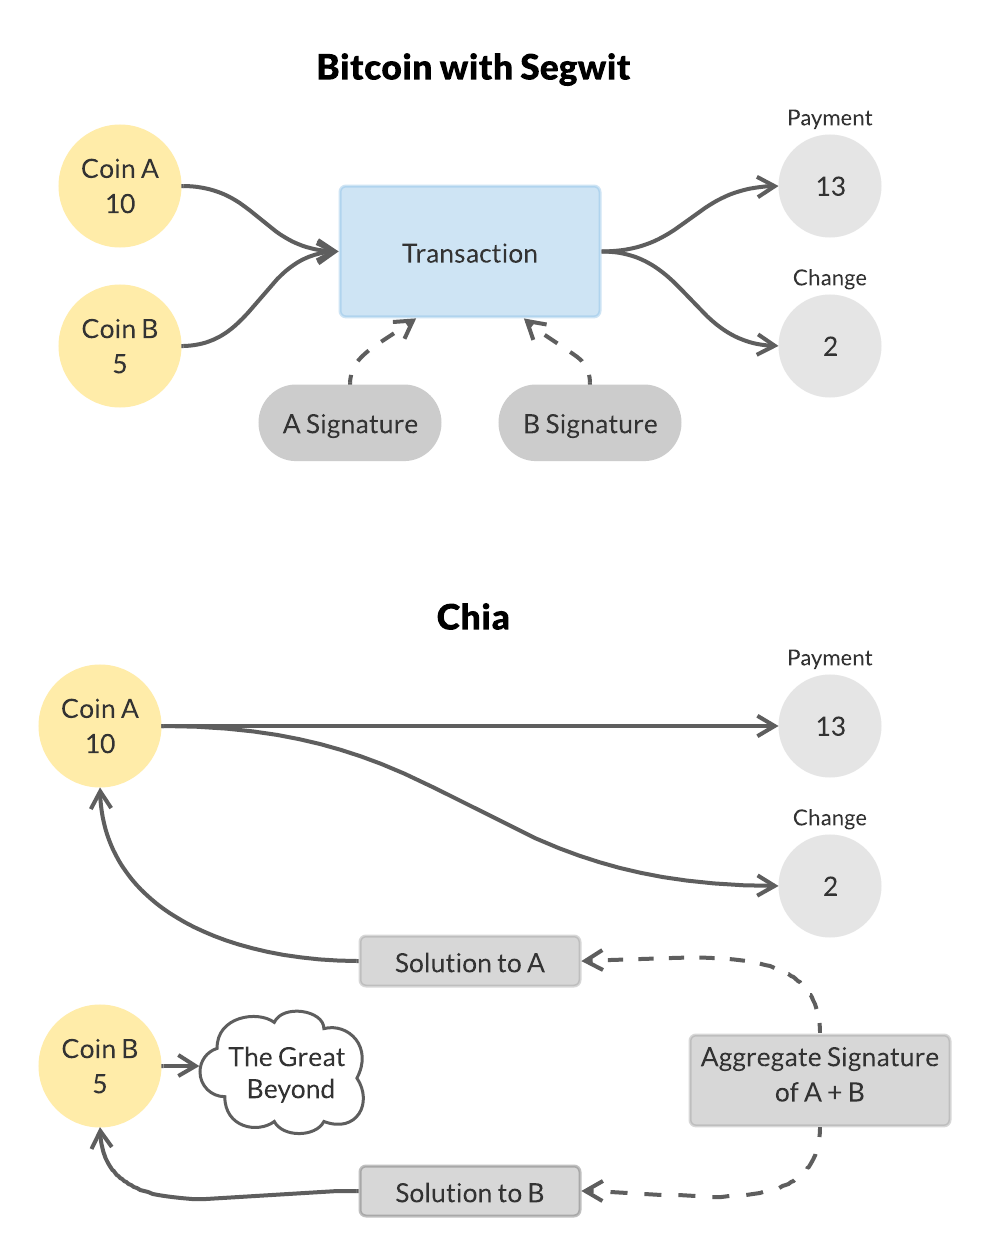 Bitcoin with Segwit
Payment
Coin A
10
13
Transaction
Change
Coin B
5
2
A Signature
B Signature
Chia
Payment
Coin A
10
13
Change
2
Solution to A
Coin B
5
The Great
Beyond
Aggregate Signature
of A + B
Solution to B